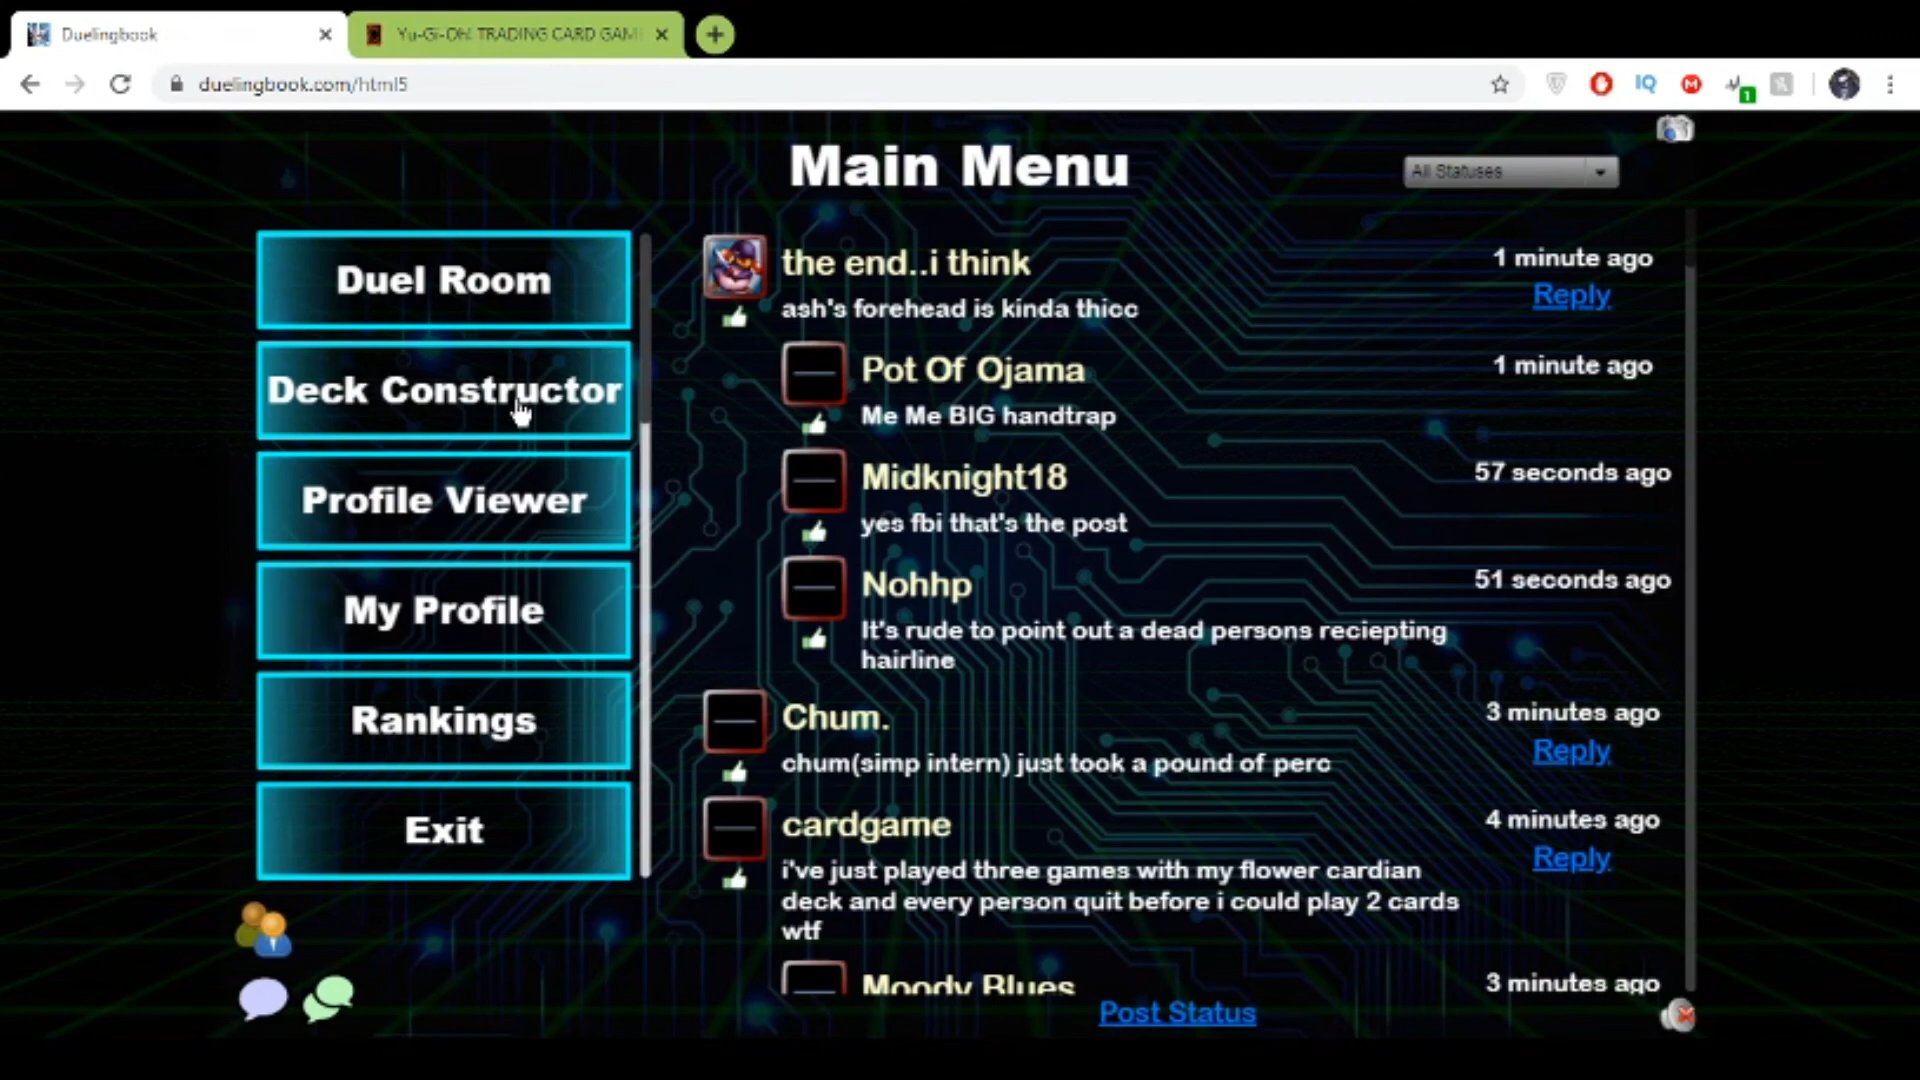 Duelingbook
Yu-Gi-Oh! TRADING CARD GAM
duelingbook.com/html5
IQ
1
Main Menu
All Statuses
Duel Room
Deck Constructor
Profile Viewer
My Profile
Rankings
Exit
the end..i think
1 minute ago
ash's forehead is kinda thicc
Reply
Pot Of Ojama
1 minute ago
Me Me BIG handtrap
Midknight18
57 seconds ago
yes fbi that's the post
Nohhp
51 seconds ago
It's rude to point out a dead persons reciepting
hairline
Chum.
3 minutes ago
chum(simp intern) just took a pound of perc
Reply
cardgame
4 minutes ago
i've just played three games with my flower cardian
deck and every person quit before i could play 2 cards
wtf
Reply
Moody Blues
3 minutes ago
Post Status